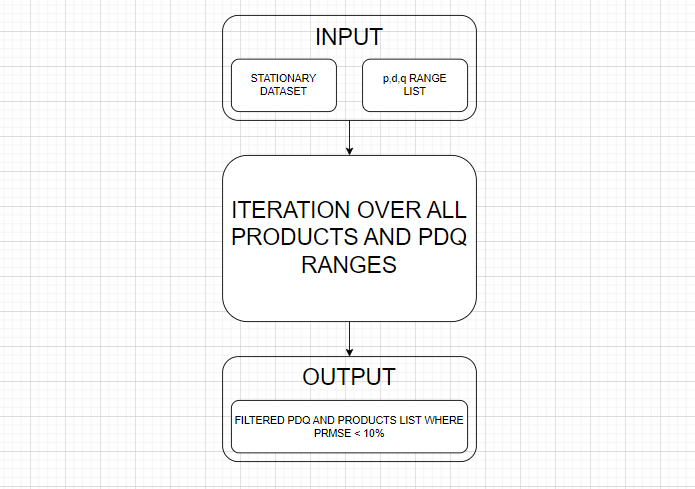 INPUT
STATIONARY
DATASET
p,d,q RANGE
LIST
ITERATION OVER ALL
PRODUCTS AND PDQ
RANGES
OUTPUT
FILTERED PDQ AND PRODUCTS LIST WHERE
PRMSE < 10%